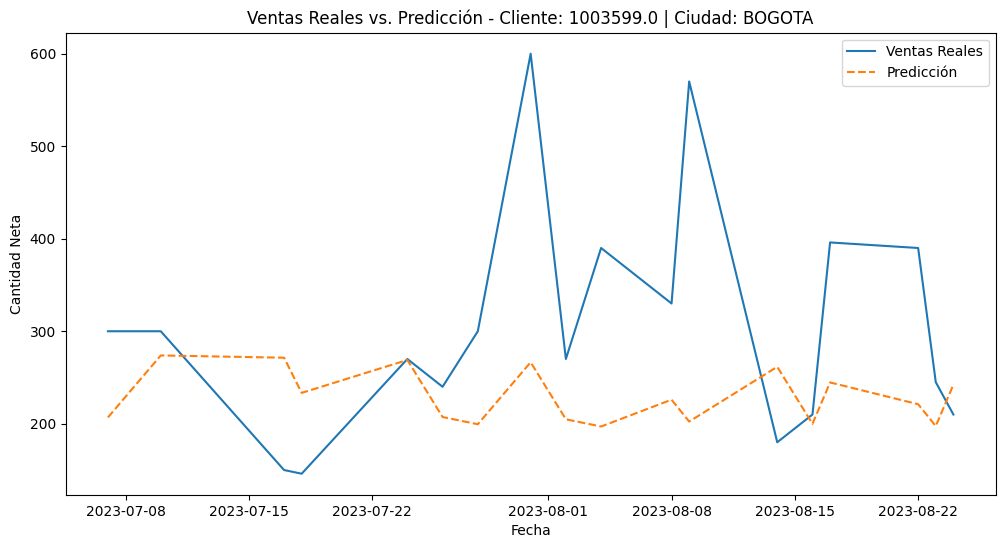 Ventas Reales vs. Predicción - Cliente: 1003599.0 | Ciudad: BOGOTA
Ventas Reales
Predicción
Cantidad Neta
600
500
400
300
200
2023-07-08 2023-07-15 2023-07-22 2023-08-01 2023-08-08 2023-08-15 2023-08-22
Fecha